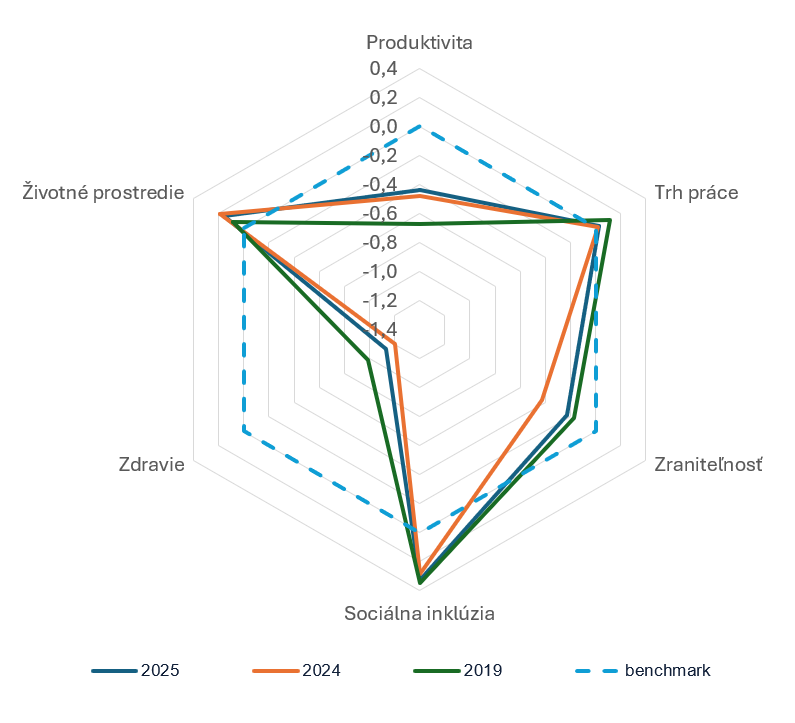 Produktivita
0,4
0,2
0,0
-0,2
-0,4
-0,6
-0,8
-1,0
-1,2
-1,4
Životné prostredie
Trh práce
Zdravie
Zraniteľnosť
Sociálna inklúzia
2025
2024
2019
benchmark